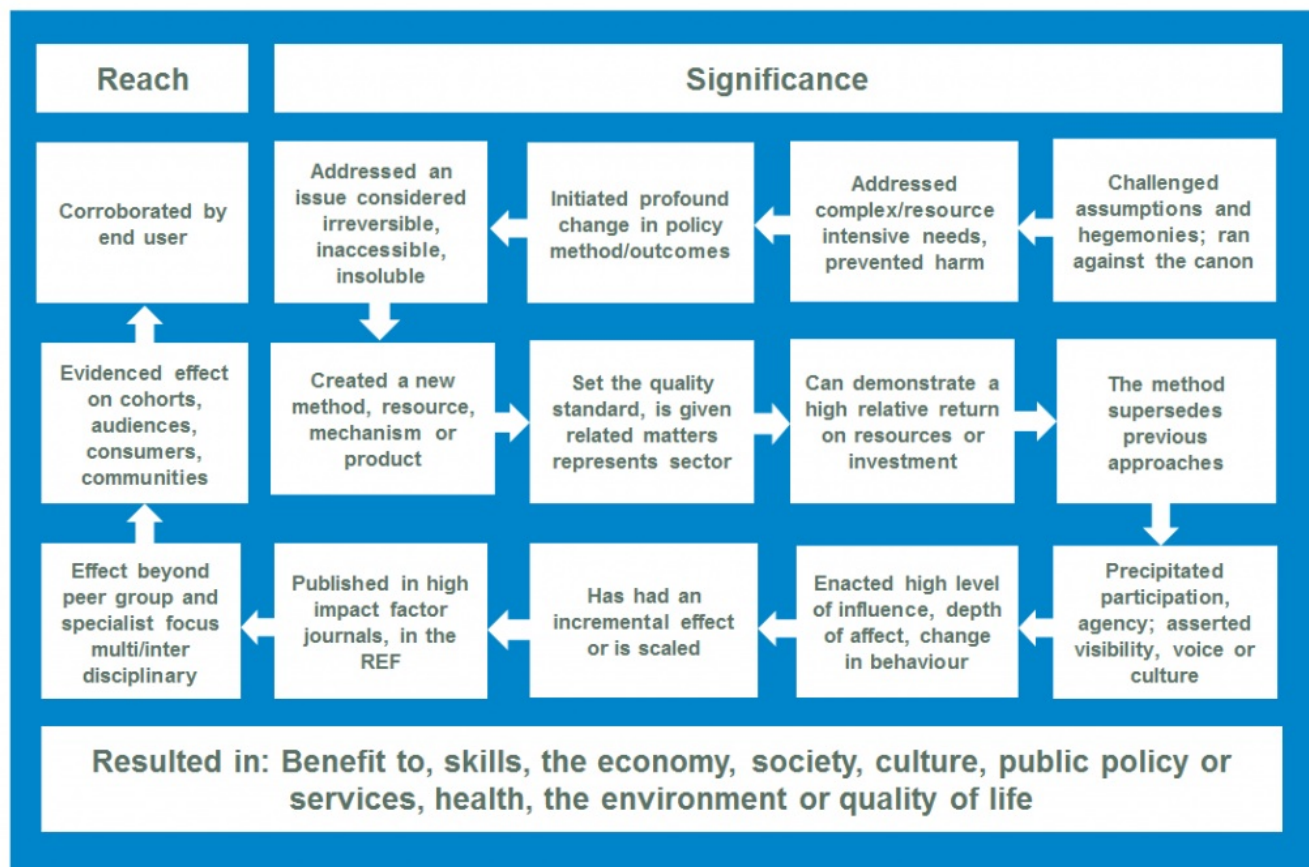 Reach
Significance
Corroborated by
end user
Addressed an
issue considered
irreversible,
inaccessible,
insoluble
Initiated profound
change in policy
method/outcomes
Addressed
complex/resource
intensive needs,
prevented harm
Challenged
assumptions and
hegemonies; ran
against the canon
Evidenced effect
on cohorts,
audiences,
consumers,
communities
Created a new
method, resource,
mechanism or
product
Set the quality
standard, is given
related matters
represents sector
Can demonstrate a
high relative return
on resources or
investment
The method
supersedes
previous
approaches
Effect beyond
peer group and
specialist focus
multi/inter
disciplinary
Published in high
impact factor
journals, in the
REF
Has had an
incremental effect
or is scaled
Enacted high level
of influence, depth
of affect, change
in behaviour
Precipitated
participation,
agency; asserted
visibility, voice or
culture
Resulted in: Benefit to, skills, the economy, society, culture, public policy or
services, health, the environment or quality of life